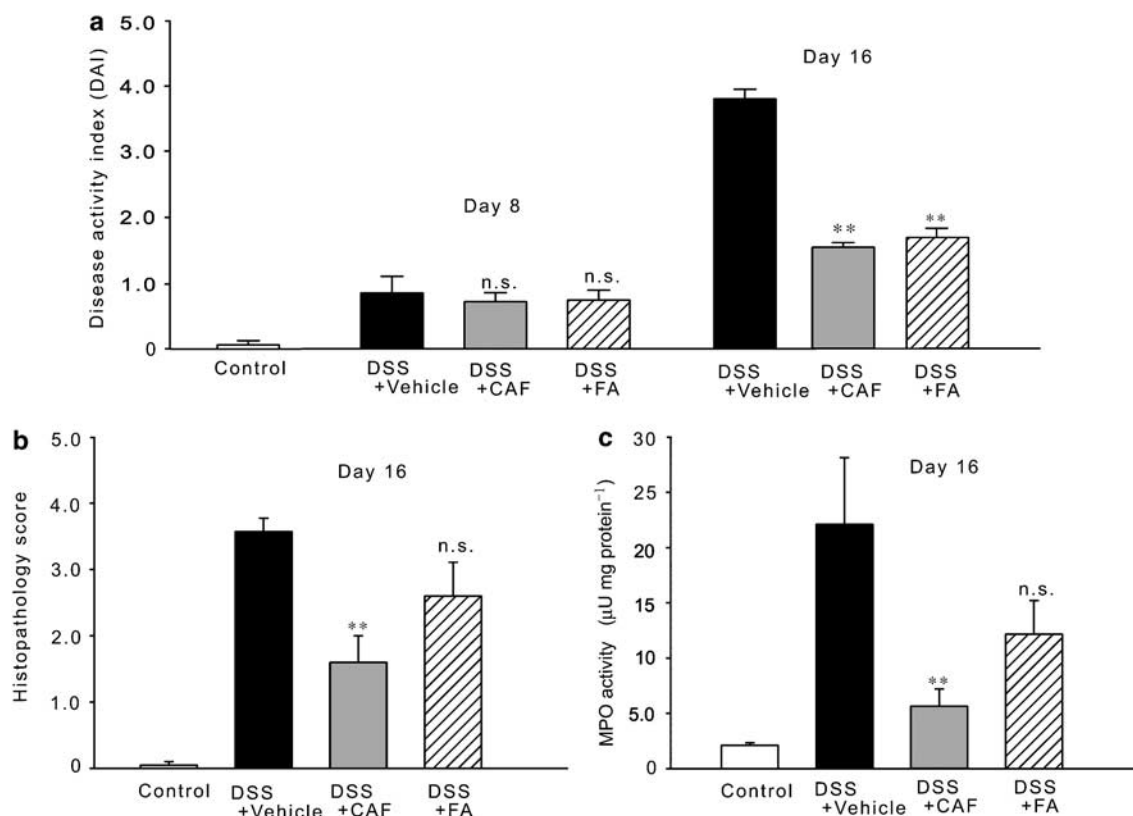 a
Disease activity index (DAI)
5.0
4.0
3.0
2.0
1.0
0
Day 8
Day 16
n.s.
n.s.
**
**
Control
DSS +Vehicle
DSS +CAF
DSS +FA
DSS +Vehicle
DSS +CAF
DSS +FA
b
Histopathology score
5.0
4.0
3.0
2.0
1.0
0
Day 16
**
n.s.
Control
DSS +Vehicle
DSS +CAF
DSS +FA
c
MPO activity (μU mg protein⁻¹)
30
25
20
15
10
5.0
0
Day 16
**
n.s.
Control
DSS +Vehicle
DSS +CAF
DSS +FA